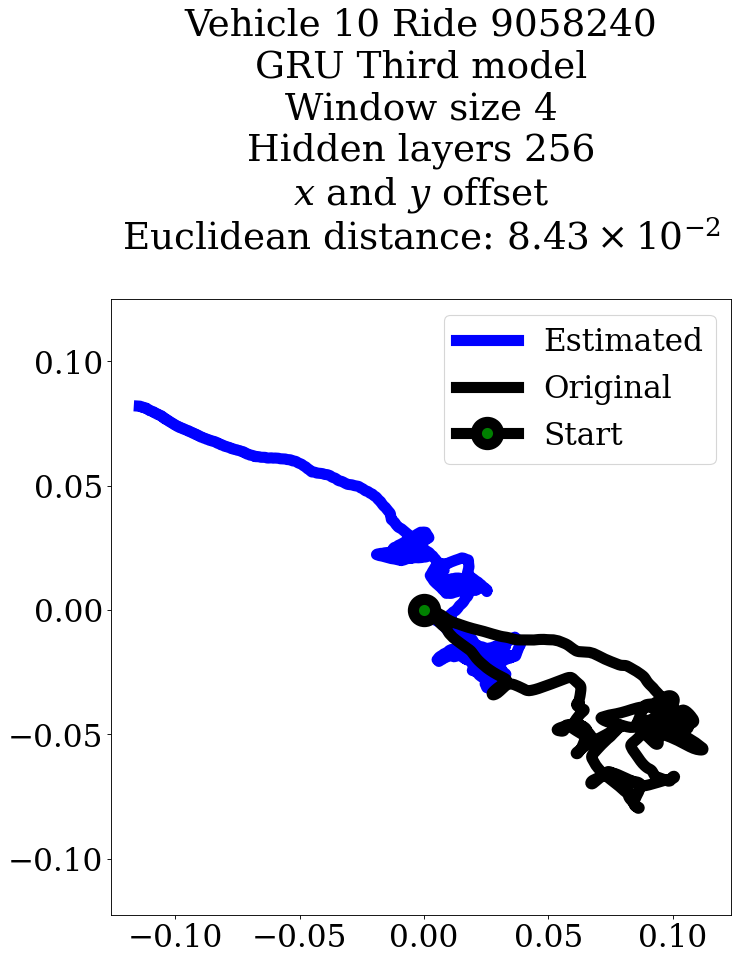 Vehicle 10 Ride 9058240
GRU Third model
Window size 4
Hidden layers 256
x and y offset
Euclidean distance: 8.43 × 10⁻²
Estimated
Original
Start
0.10
0.05
0.00
−0.05
−0.10
−0.10 −0.05 0.00 0.05 0.10